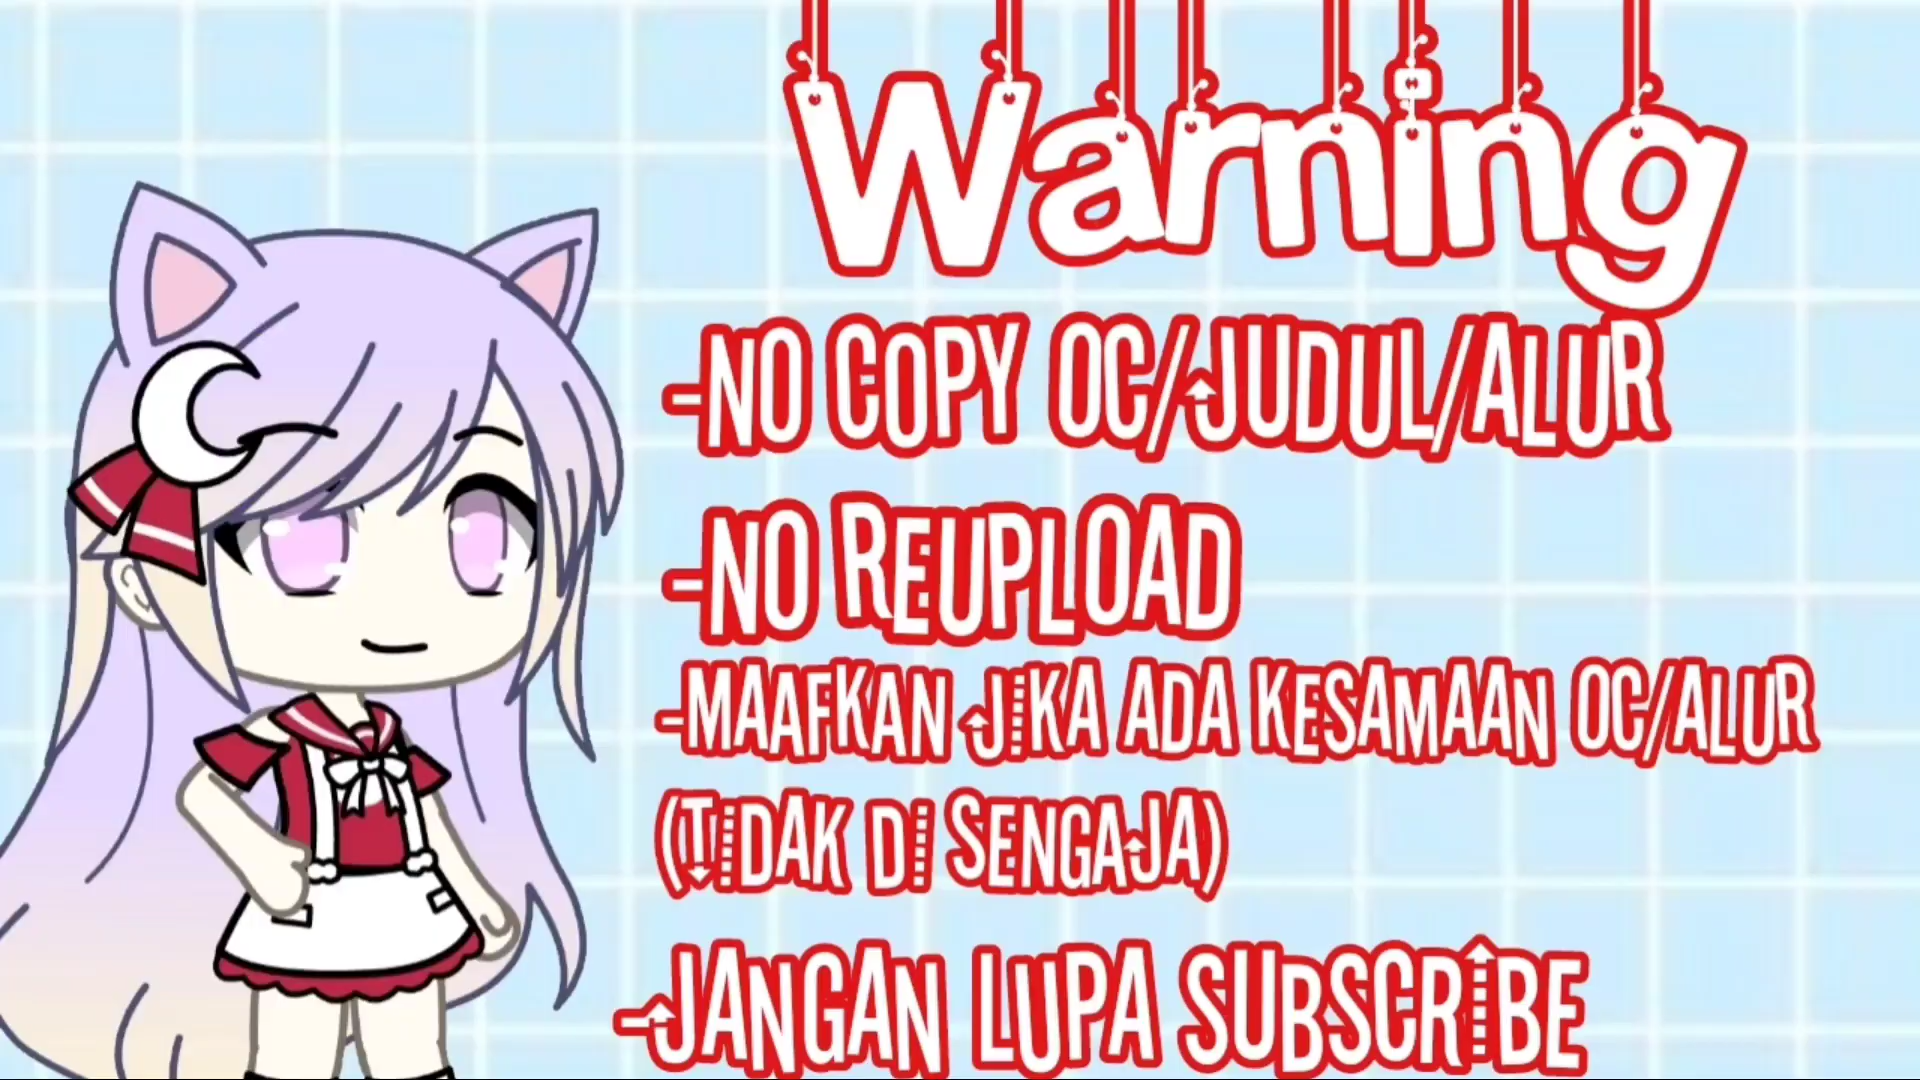 Warning
-NO COPY OC/JUDUL/ALUR
-NO REUPLOAD
-MAAFKAN JIKA ADA KESAMAAN OC/ALUR
(TIDAK DI SENGAJA)
-JANGAN LUPA SUBSCRIBE